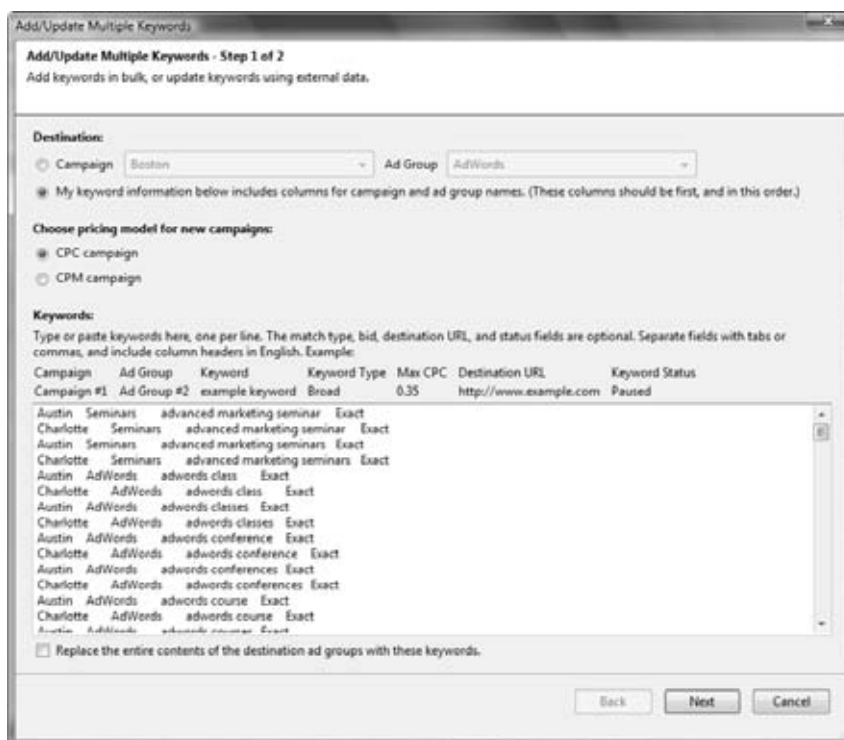 Add/Update Multiple Keywords
Add/Update Multiple Keywords - Step 1 of 2
Add keywords in bulk, or update keywords using external data.
Destination:
Campaign Boston Ad Group AdWords
My keyword information below includes columns for campaign and ad group names. (These columns should be first, and in this order.)
Choose pricing model for new campaigns:
CPC campaign
CPM campaign
Keywords:
Type or paste keywords here, one per line. The match type, bid, destination URL, and status fields are optional. Separate fields with tabs or
commas, and include column headers in English. Example:
Campaign Ad Group Keyword Keyword Type Max CPC Destination URL Keyword Status
Campaign #1 Ad Group #2 example keyword Broad 0.35 http://www.example.com Paused
Austin Seminars advanced marketing seminar Exact
Charlotte Seminars advanced marketing seminar Exact
Austin Seminars advanced marketing seminars Exact
Charlotte Seminars advanced marketing seminars Exact
Austin AdWords adwords class Exact
Charlotte AdWords adwords class Exact
Austin AdWords adwords classes Exact
Charlotte AdWords adwords classes Exact
Austin AdWords adwords conference Exact
Charlotte AdWords adwords conference Exact
Austin AdWords adwords conferences Exact
Charlotte AdWords adwords conferences Exact
Austin AdWords adwords course Exact
Charlotte AdWords adwords course Exact
Austin AdWords adwords courses Exact
Replace the entire contents of the destination ad groups with these keywords.
Back Next Cancel